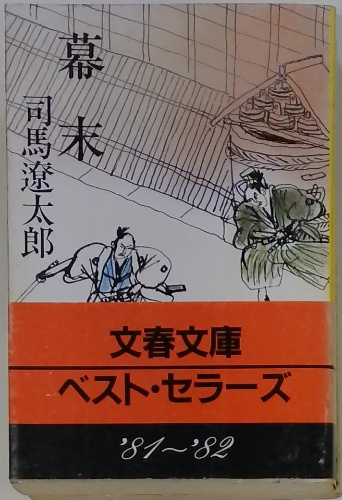 幕末
司馬遼太郎
文春文庫
ベスト・セラーズ
'81～'82